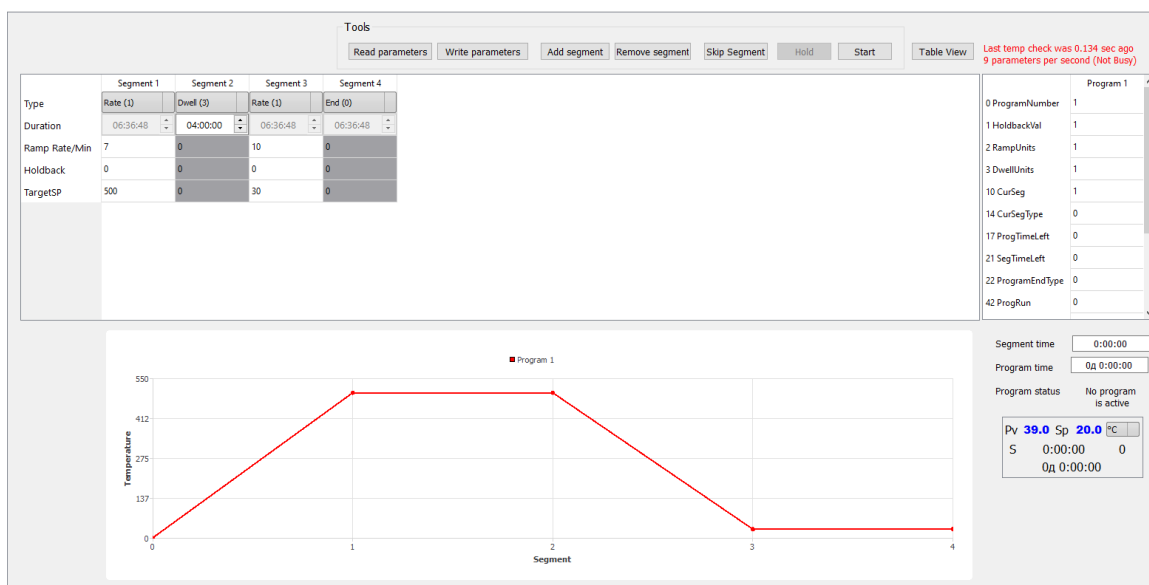 Tools
Read parameters Write parameters Add segment Remove segment Skip Segment Hold Start Table View
Last temp check was 0.134 sec ago
9 parameters per second (Not Busy)
Segment 1 Segment 2 Segment 3 Segment 4
Type Rate (1) Dwell (3) Rate (1) End (0)
Duration 06:36:48 04:00:00 06:36:48 06:36:48
Ramp Rate/Min 7 0 10 0
Holdback 0 0 0 0
TargetSP 500 0 30 0
Program 1
0 ProgramNumber 1
1 HoldbackVal 1
2 RampUnits 1
3 DwellUnits 1
10 CurSeg 1
14 CurSegType 0
17 ProgTimeLeft 0
21 SegTimeLeft 0
22 ProgramEndType 0
42 ProgRun 0
Program 1
550
412
275
137
0
Temperature
0 1 2 3 4
Segment
Segment time 0:00:00
Program time 0д 0:00:00
Program status No program
is active
Pv 39.0 Sp 20.0 °C
S 0:00:00 0
0д 0:00:00